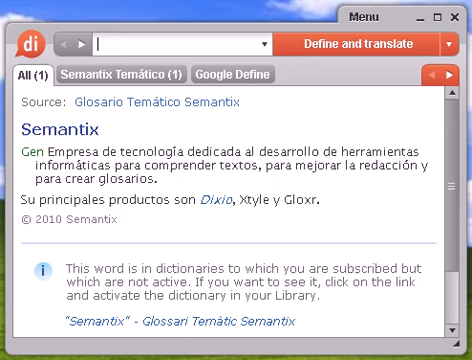 Menu
di
Define and translate
All (1)
Semantix Temático (1)
Google Define
Source: Glosario Temático Semantix
Semantix
Gen Empresa de tecnología dedicada al desarrollo de herramientas
informáticas para comprender textos, para mejorar la redacción y
para crear glosarios.
Su principales productos son Dixio, Xtyle y Gloxr.
© 2010 Semantix
i
This word is in dictionaries to which you are subscribed but
which are not active. If you want to see it, click on the link
and activate the dictionary in your Library.
"Semantix" - Glossari Temàtic Semantix